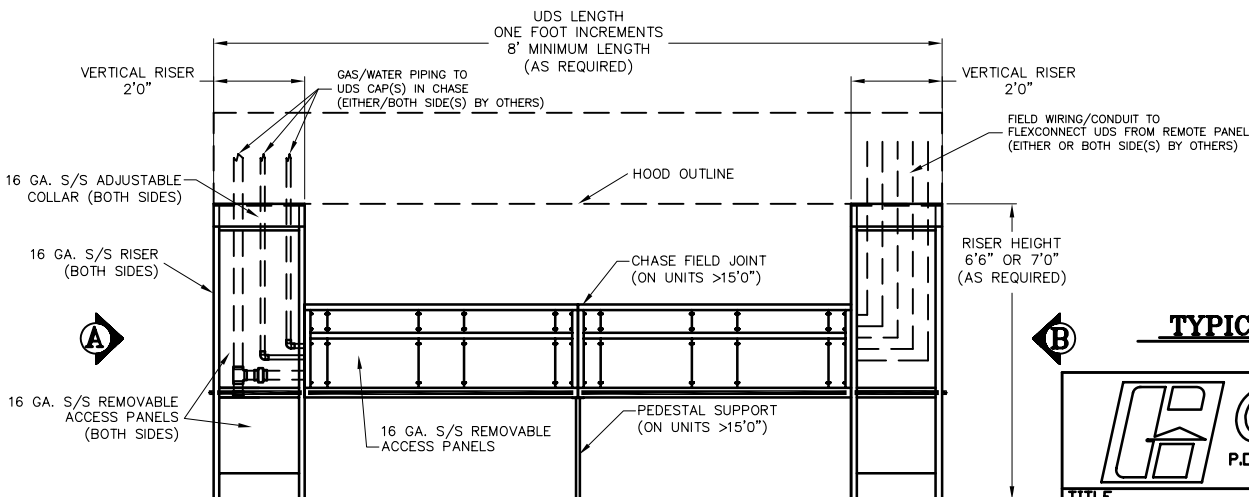 UDS LENGTH
ONE FOOT INCREMENTS
8' MINIMUM LENGTH
(AS REQUIRED)
VERTICAL RISER
2'0"
GAS/WATER PIPING TO
UDS CAP(S) IN CHASE
(EITHER/BOTH SIDE(S) BY OTHERS)
VERTICAL RISER
2'0"
FIELD WIRING/CONDUIT TO
FLEXCONNECT UDS FROM REMOTE PANEL
(EITHER OR BOTH SIDE(S) BY OTHERS)
16 GA. S/S ADJUSTABLE
COLLAR (BOTH SIDES)
HOOD OUTLINE
16 GA. S/S RISER
(BOTH SIDES)
CHASE FIELD JOINT
(ON UNITS >15'0")
RISER HEIGHT
6'6" OR 7'0"
(AS REQUIRED)
A
B
TYPIC
16 GA. S/S REMOVABLE
ACCESS PANELS
(BOTH SIDES)
16 GA. S/S REMOVABLE
ACCESS PANELS
PEDESTAL SUPPORT
(ON UNITS >15'0")
P.D
TITLE